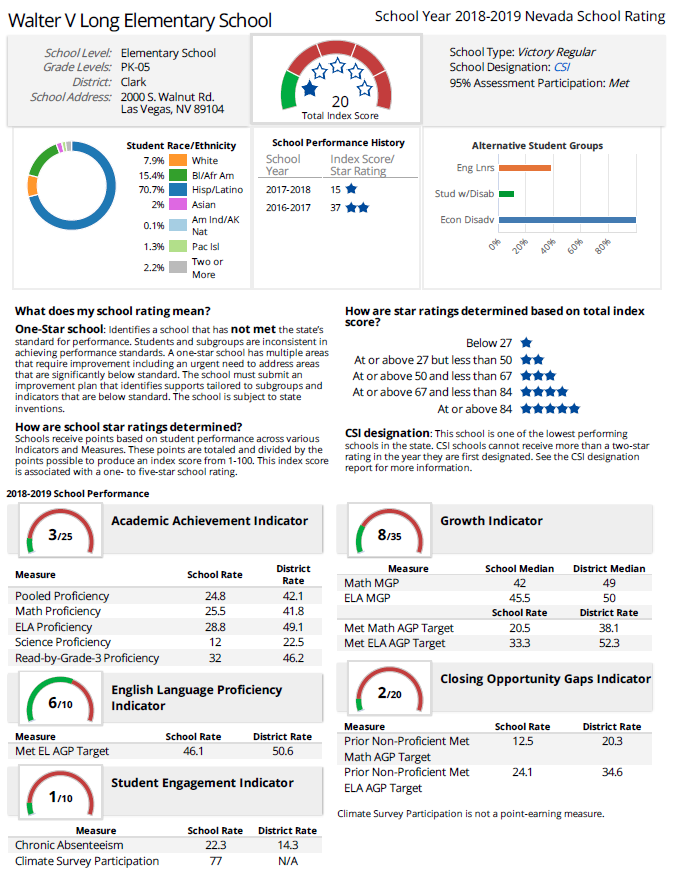 Walter V Long Elementary School
School Year 2018-2019 Nevada School Rating
School Level: Elementary School
Grade Levels: PK-05
District: Clark
School Address: 2000 S. Walnut Rd.
Las Vegas, NV 89104
20
Total Index Score
School Type: Victory Regular
School Designation: CSI
95% Assessment Participation: Met
Student Race/Ethnicity
7.9% White
15.4% Bl/Afr Am
70.7% Hisp/Latino
2% Asian
0.1% Am Ind/AK
Nat
1.3% Pac Isl
2.2% Two or
More
School Performance History
School Index Score/
Year Star Rating
2017-2018 15
2016-2017 37
Alternative Student Groups
Eng Lnrs
Stud w/Disab
Econ Disadv
0% 20% 40% 60% 80%
What does my school rating mean?
One-Star school: Identifies a school that has not met the state's
standard for performance. Students and subgroups are inconsistent in
achieving performance standards. A one-star school has multiple areas
that require improvement including an urgent need to address areas
that are significantly below standard. The school must submit an
improvement plan that identifies supports tailored to subgroups and
indicators that are below standard. The school is subject to state
inventions.
How are school star ratings determined?
Schools receive points based on student performance across various
Indicators and Measures. These points are totaled and divided by the
points possible to produce an index score from 1-100. This index score
is associated with a one- to five-star school rating.
How are star ratings determined based on total index
score?
Below 27
At or above 27 but less than 50
At or above 50 and less than 67
At or above 67 and less than 84
At or above 84
CSI designation: This school is one of the lowest performing
schools in the state. CSI schools cannot receive more than a two-star
rating in the year they are first designated. See the CSI designation
report for more information.
2018-2019 School Performance
3/25
Academic Achievement Indicator
Measure School Rate District
Rate
Pooled Proficiency 24.8 42.1
Math Proficiency 25.5 41.8
ELA Proficiency 28.8 49.1
Science Proficiency 12 22.5
Read-by-Grade-3 Proficiency 32 46.2
6/10
English Language Proficiency
Indicator
Measure School Rate District Rate
Met EL AGP Target 46.1 50.6
1/10
Student Engagement Indicator
Measure School Rate District Rate
Chronic Absenteeism 22.3 14.3
Climate Survey Participation 77 N/A
8/35
Growth Indicator
Measure School Median District Median
Math MGP 42 49
ELA MGP 45.5 50
School Rate District Rate
Met Math AGP Target 20.5 38.1
Met ELA AGP Target 33.3 52.3
2/20
Closing Opportunity Gaps Indicator
Measure School Rate District Rate
Prior Non-Proficient Met 12.5 20.3
Math AGP Target
Prior Non-Proficient Met 24.1 34.6
ELA AGP Target
Climate Survey Participation is not a point-earning measure.